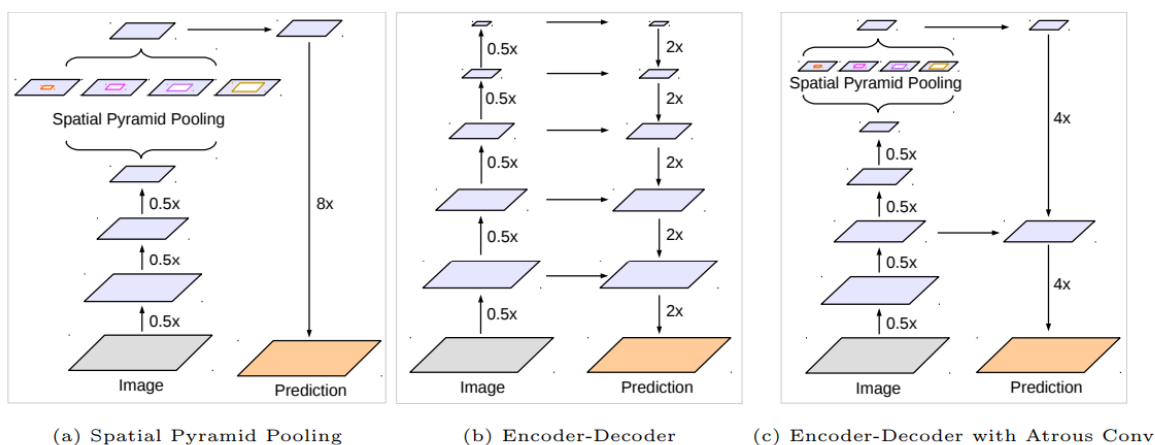 Spatial Pyramid Pooling
0.5x
0.5x
0.5x
8x
Image
Prediction
(a) Spatial Pyramid Pooling
0.5x
2x
0.5x
2x
0.5x
2x
0.5x
2x
0.5x
2x
Image
Prediction
(b) Encoder-Decoder
Spatial Pyramid Pooling
4x
0.5x
0.5x
0.5x
4x
0.5x
Image
Prediction
(c) Encoder-Decoder with Atrous Conv